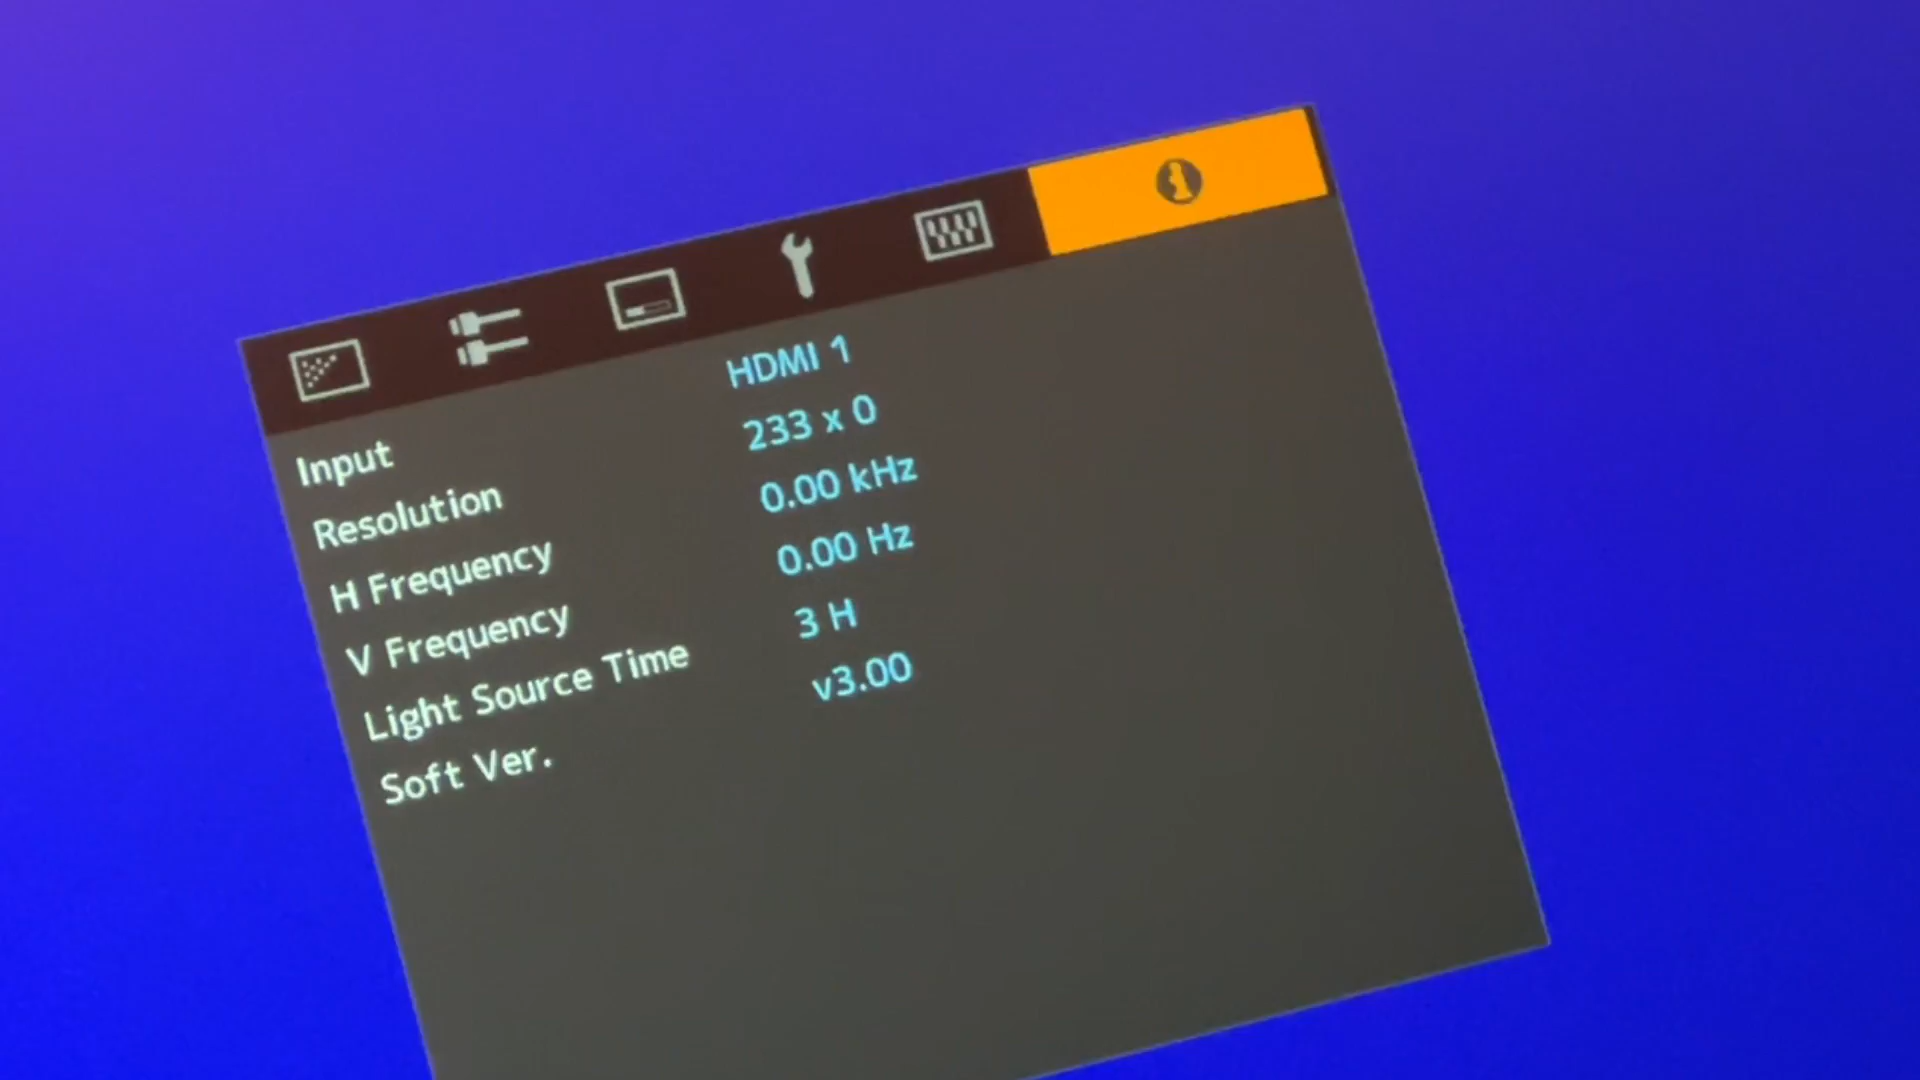 Input HDMI 1
Resolution 233 x 0
H Frequency 0.00 kHz
V Frequency 0.00 Hz
Light Source Time 3 H
Soft Ver. v3.00